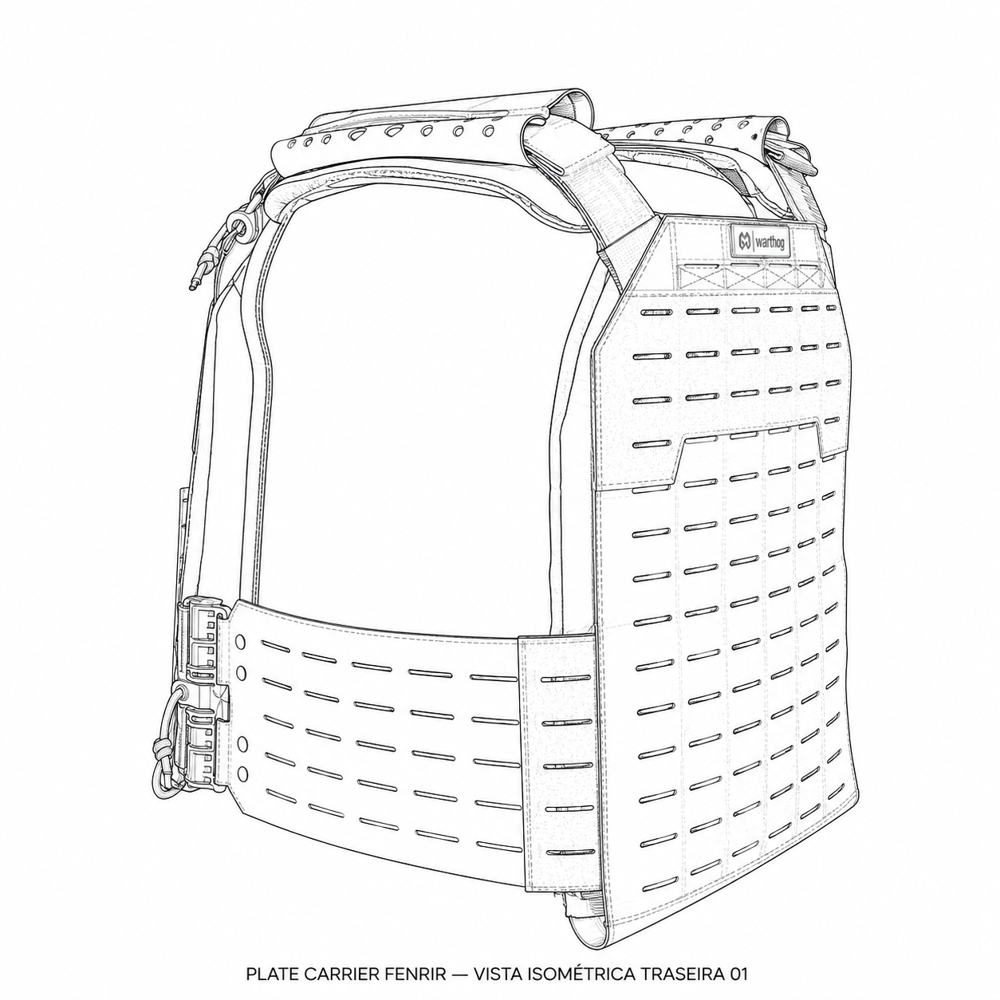 warthog
PLATE CARRIER FENRIR — VISTA ISOMÉTRICA TRASEIRA 01